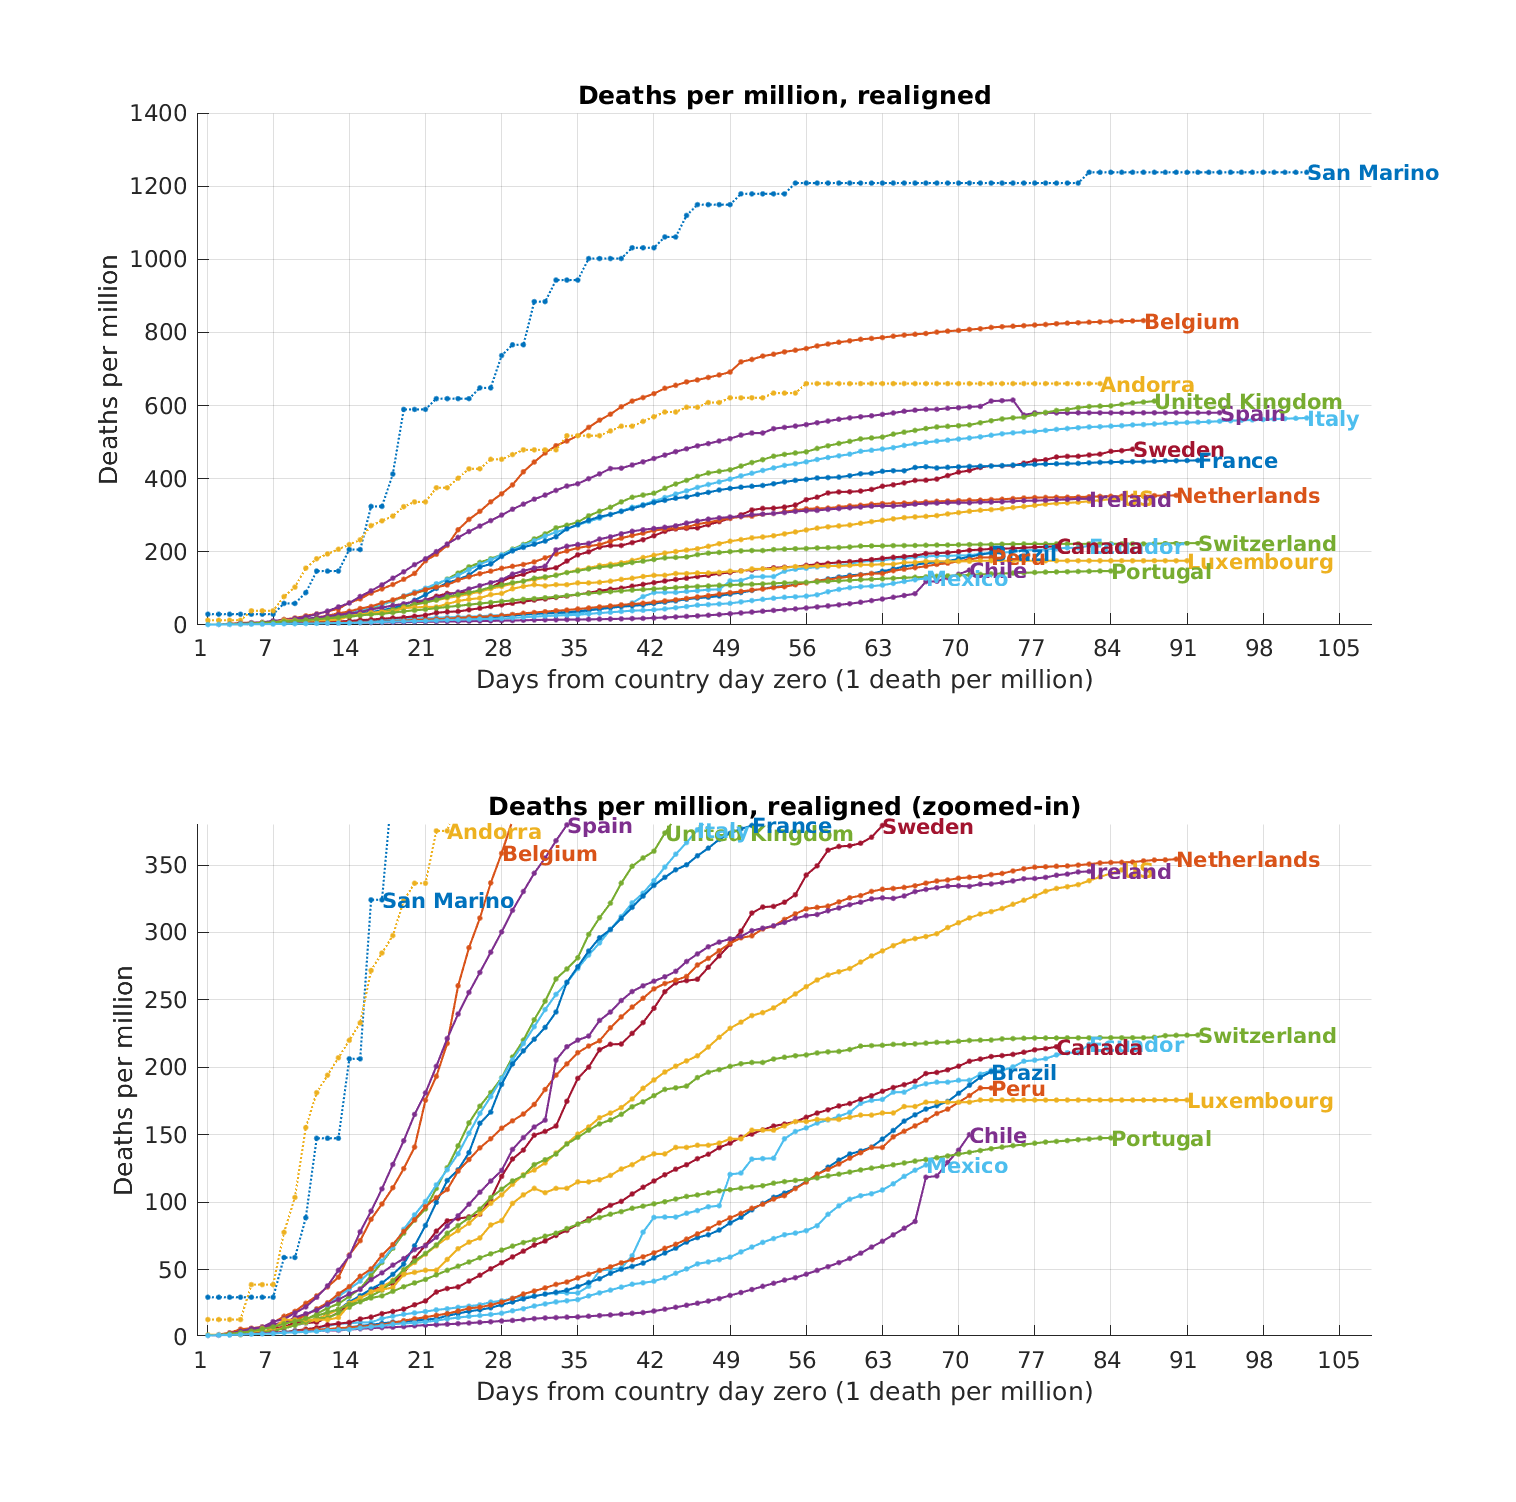 Deaths per million, realigned
1400
1200
1000
800
600
400
200
0
Deaths per million
San Marino
Belgium
Andorra
United Kingdom
Spain
Italy
Sweden
France
Netherlands
Ireland
US
Switzerland
Ecuador
Canada
Brazil
Peru
Luxembourg
Chile
Portugal
Mexico
1 7 14 21 28 35 42 49 56 63 70 77 84 91 98 105
Days from country day zero (1 death per million)
Deaths per million, realigned (zoomed-in)
350
300
250
200
150
100
50
0
Deaths per million
Andorra
Spain
United Kingdom
Italy
France
Sweden
Belgium
San Marino
Netherlands
US
Ireland
Switzerland
Ecuador
Canada
Brazil
Peru
Luxembourg
Chile
Portugal
Mexico
1 7 14 21 28 35 42 49 56 63 70 77 84 91 98 105
Days from country day zero (1 death per million)